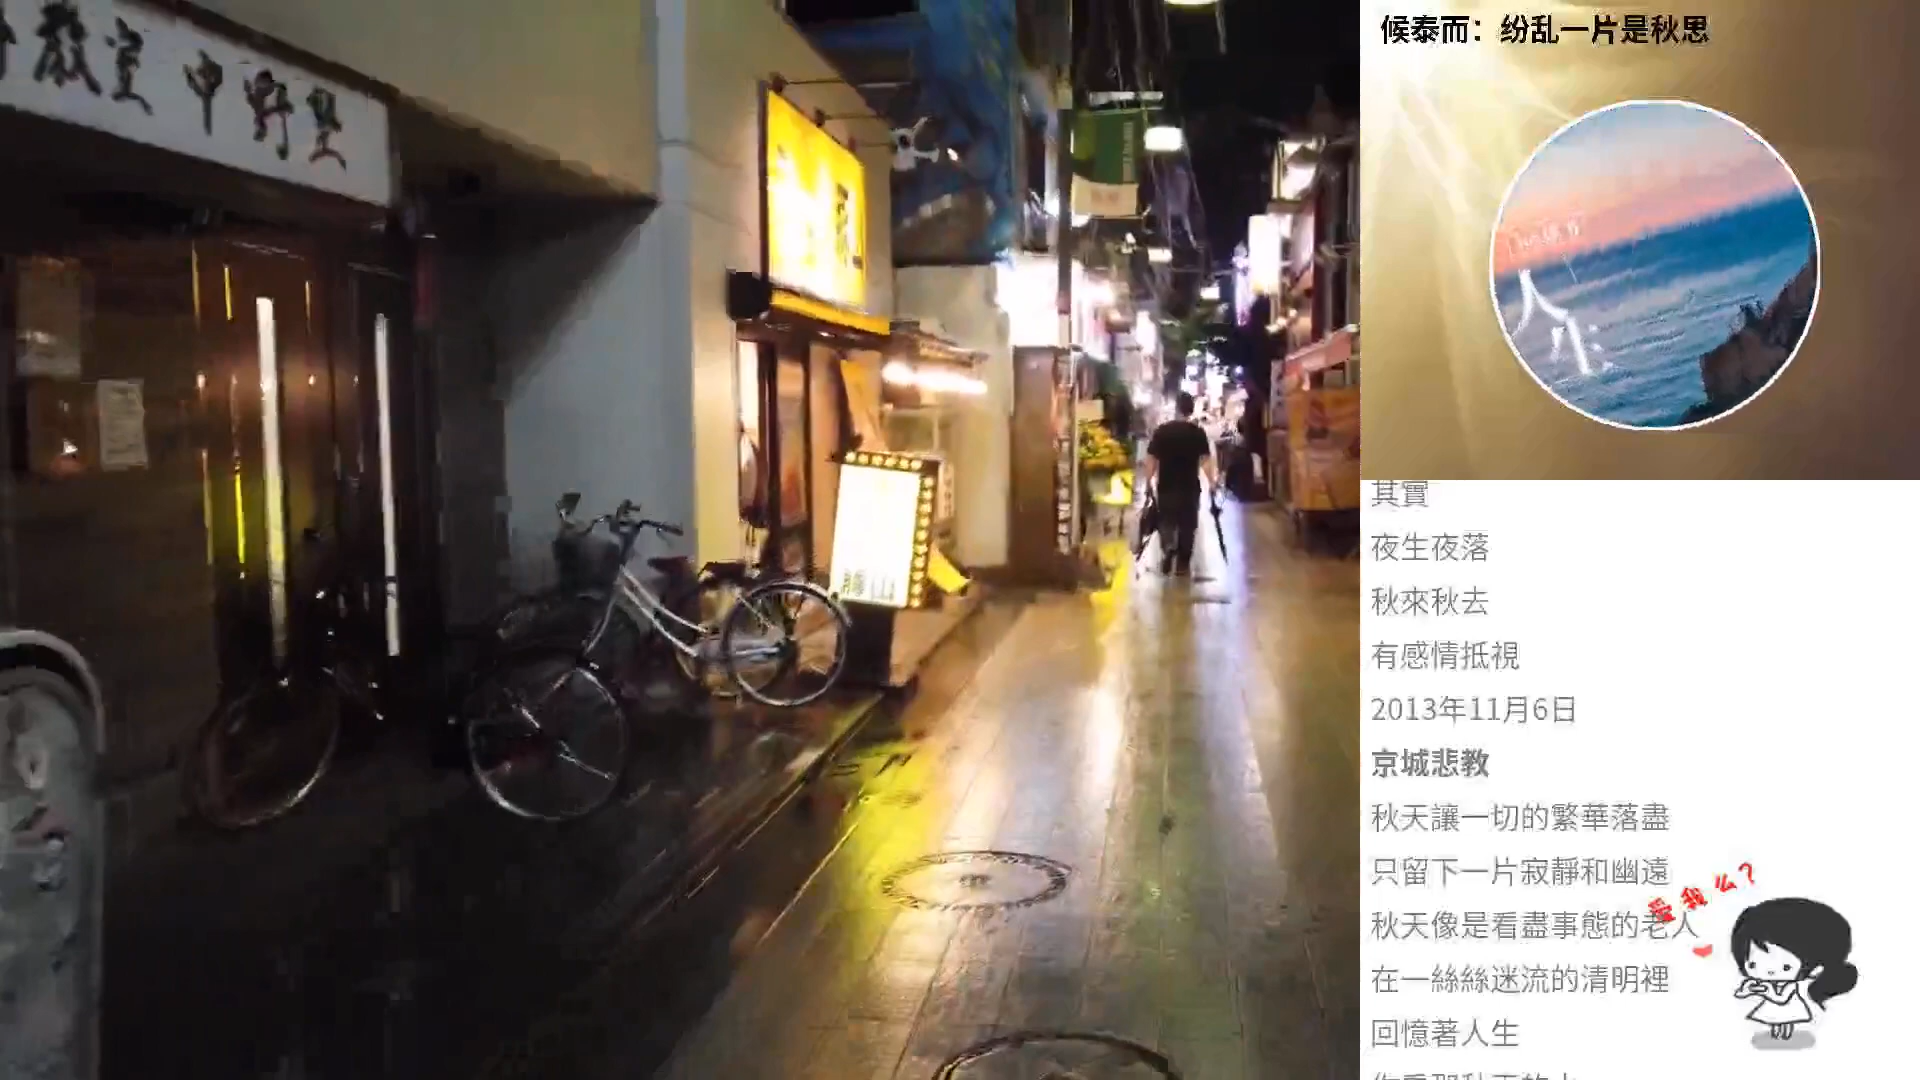 教室 中野塾
候泰而：纷乱一片是秋思
其實
夜生夜落
秋來秋去
有感情抵視
2013年11月6日
京城悲教
秋天讓一切的繁華落盡
只留下一片寂靜和幽遠
爱我么？
秋天像是看盡事態的老人
在一絲絲迷流的清明裡
回憶著人生